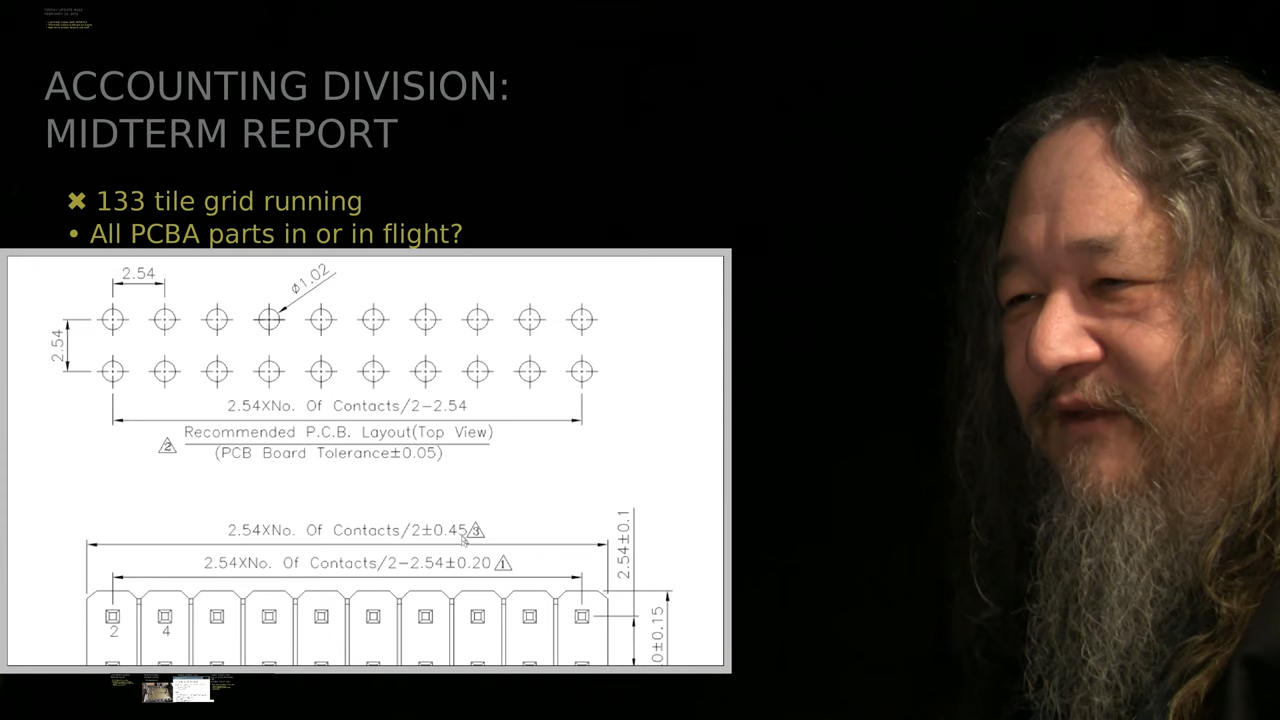 ACCOUNTING DIVISION:
MIDTERM REPORT
✖ 133 tile grid running
• All PCBA parts in or in flight?
2.54
Ø1.02
2.54
2.54XNo. Of Contacts/2-2.54
2
Recommended P.C.B. Layout(Top View)
(PCB Board Tolerance±0.05)
2.54XNo. Of Contacts/2±0.45 3
2.54±0.1
2.54XNo. Of Contacts/2-2.54±0.20 1
2 4
0±0.15